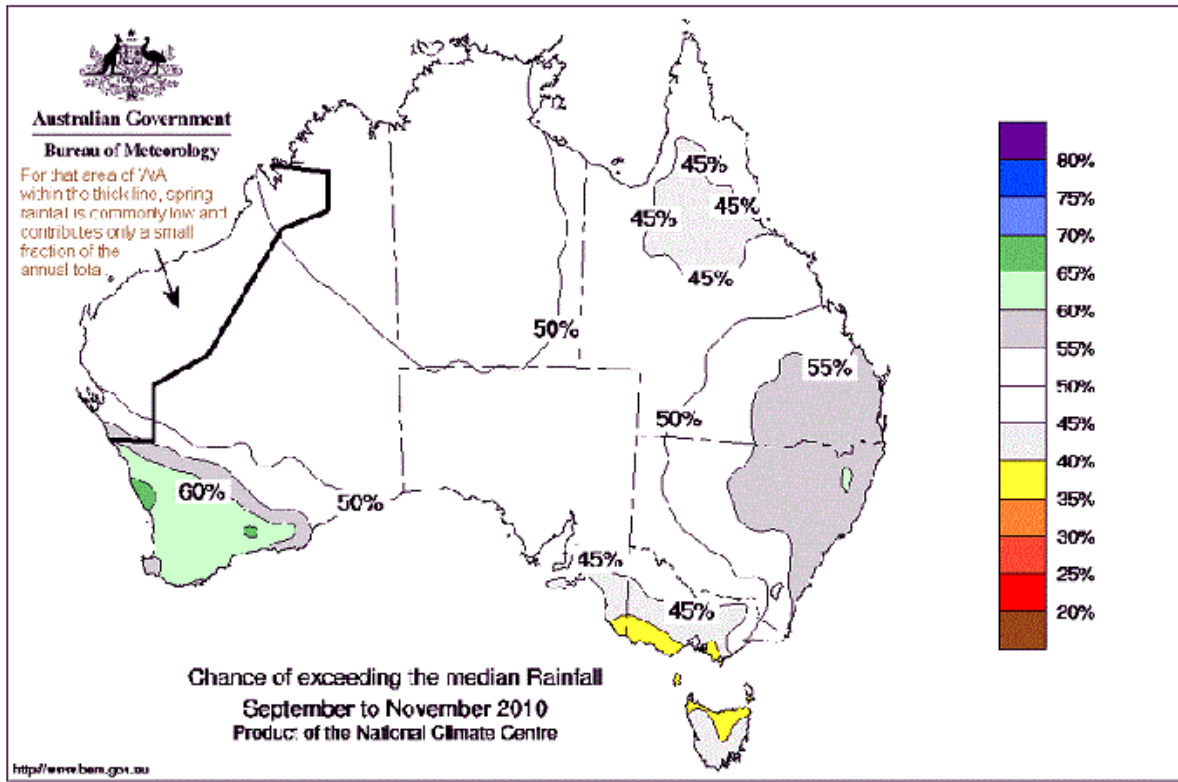 Australian Government
Bureau of Meteorology
For that area of WA
within the thick line, spring
rainfall is commonly low and
contributes only a small
fraction of the
annual total.
45%
45%
45%
45%
50%
55%
50%
60%
50%
45%
45%
80%
75%
70%
65%
60%
55%
50%
45%
40%
35%
30%
25%
20%
Chance of exceeding the median Rainfall
September to November 2010
Product of the National Climate Centre
http://www.bom.gov.au